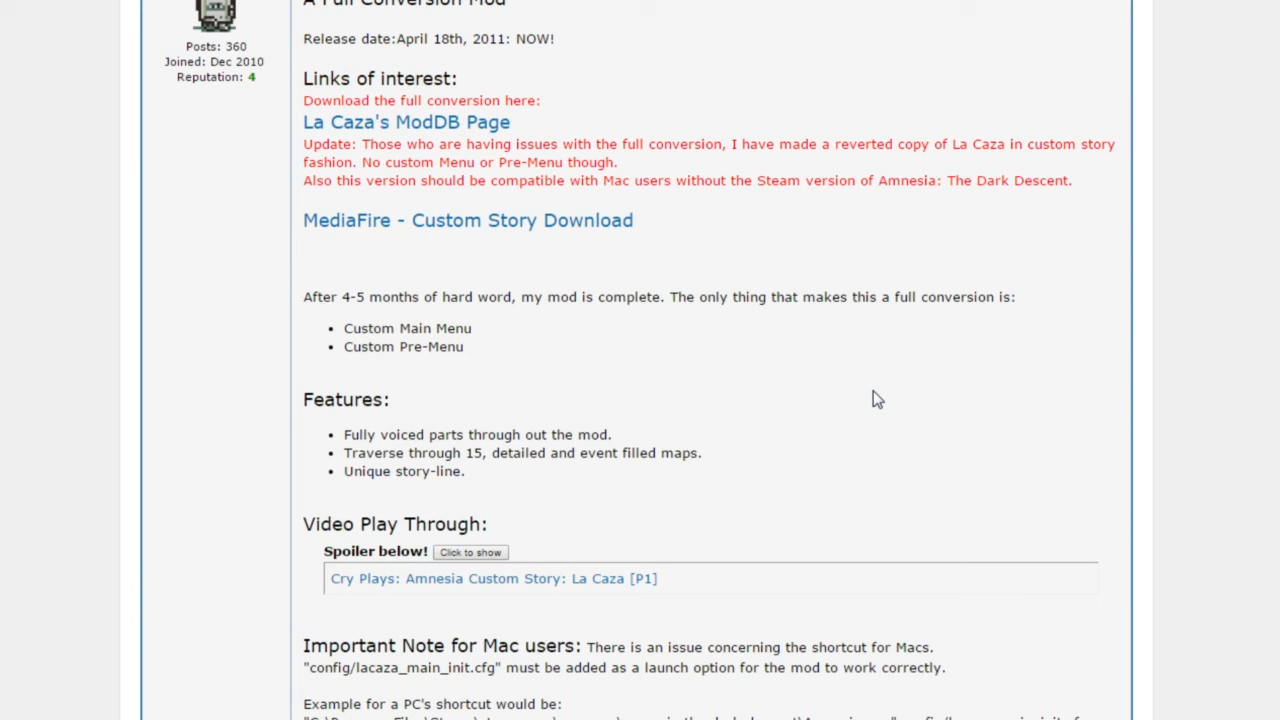 A Full Conversion Mod
Posts: 360
Joined: Dec 2010
Reputation: 4
Release date:April 18th, 2011: NOW!
Links of interest:
Download the full conversion here:
La Caza's ModDB Page
Update: Those who are having issues with the full conversion, I have made a reverted copy of La Caza in custom story
fashion. No custom Menu or Pre-Menu though.
Also this version should be compatible with Mac users without the Steam version of Amnesia: The Dark Descent.
MediaFire - Custom Story Download
After 4-5 months of hard word, my mod is complete. The only thing that makes this a full conversion is:
• Custom Main Menu
• Custom Pre-Menu
Features:
• Fully voiced parts through out the mod.
• Traverse through 15, detailed and event filled maps.
• Unique story-line.
Video Play Through:
Spoiler below! Click to show
Cry Plays: Amnesia Custom Story: La Caza [P1]
Important Note for Mac users: There is an issue concerning the shortcut for Macs.
"config/lacaza_main_init.cfg" must be added as a launch option for the mod to work correctly.
Example for a PC's shortcut would be: